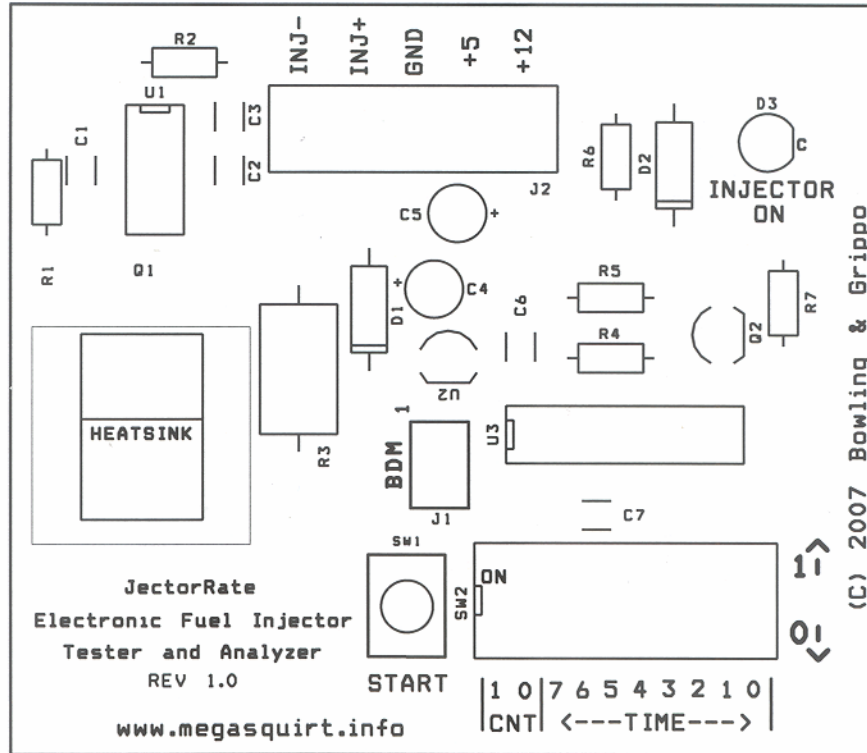 INJ-
INJ+
GND
+5
+12
R2
U1
C1
C3
C2
J2
R6
D2
D3
C
INJECTOR
ON
C5
+
R1
Q1
+
C4
D1
C6
R5
R4
Q2
R7
U2
HEATSINK
R3
BDM
1
J1
U3
C7
SW1
START
SW2
ON
1
0
1 0 7 6 5 4 3 2 1 0
CNT <---TIME--->
JectorRate
Electronic Fuel Injector
Tester and Analyzer
REV 1.0
www.megasquirt.info
(C) 2007 Bowling & Grippo